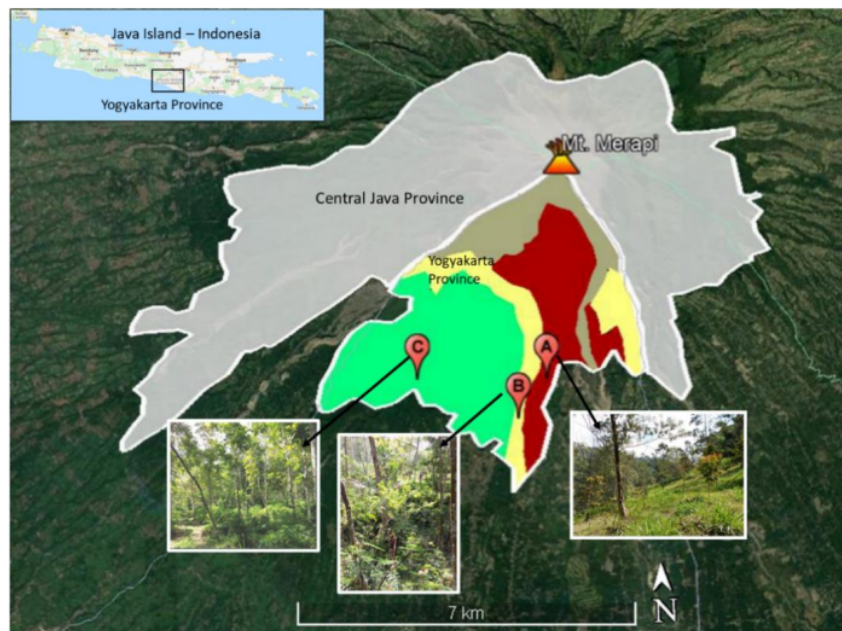 Java Island – Indonesia
Yogyakarta Province
Mt. Merapi
Central Java Province
Yogyakarta
Province
C
A
B
7 km
N